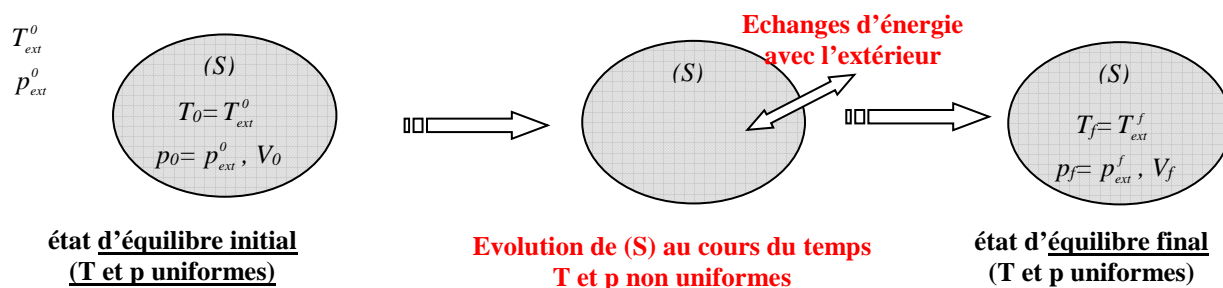 T⁰ext
p⁰ext
(S)
T0= T⁰ext
p0= p⁰ext , V0
Echanges d’énergie
avec l’extérieur
(S)
(S)
Tf= Tᶠext
pf= pᶠext , Vf
état d’équilibre initial
(T et p uniformes)
Evolution de (S) au cours du temps
T et p non uniformes
état d’équilibre final
(T et p uniformes)